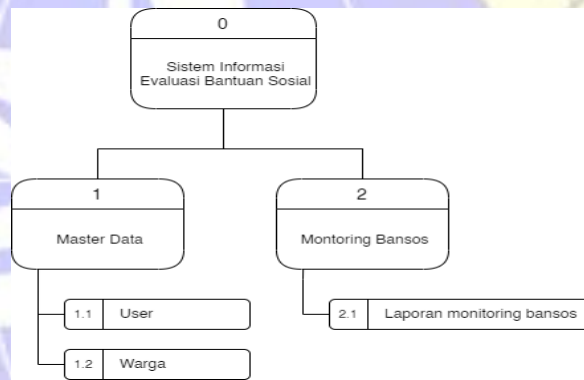 0
Sistem Informasi
Evaluasi Bantuan Sosial
1
Master Data
2
Montoring Bansos
1.1 User
1.2 Warga
2.1 Laporan monitoring bansos